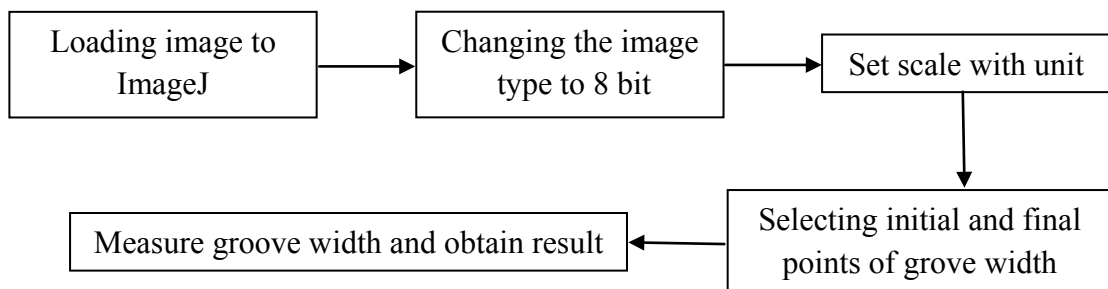 Loading image to
ImageJ
Changing the image
type to 8 bit
Set scale with unit
Selecting initial and final
points of grove width
Measure groove width and obtain result